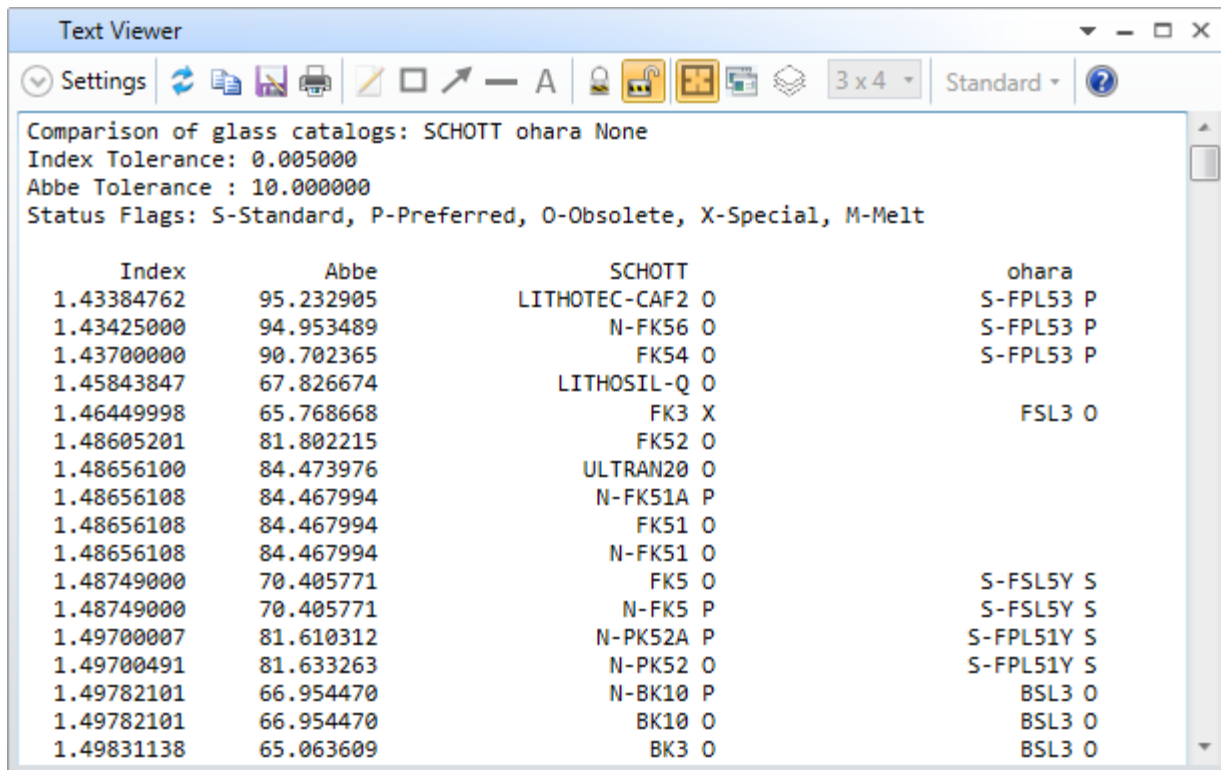 Text Viewer
Settings A 3 x 4 Standard
Comparison of glass catalogs: SCHOTT ohara None
Index Tolerance: 0.005000
Abbe Tolerance : 10.000000
Status Flags: S-Standard, P-Preferred, O-Obsolete, X-Special, M-Melt
Index Abbe SCHOTT ohara
1.43384762 95.232905 LITHOTEC-CAF2 O S-FPL53 P
1.43425000 94.953489 N-FK56 O S-FPL53 P
1.43700000 90.702365 FK54 O S-FPL53 P
1.45843847 67.826674 LITHOSIL-Q O
1.46449998 65.768668 FK3 X FSL3 O
1.48605201 81.802215 FK52 O
1.48656100 84.473976 ULTRAN20 O
1.48656108 84.467994 N-FK51A P
1.48656108 84.467994 FK51 O
1.48656108 84.467994 N-FK51 O
1.48749000 70.405771 FK5 O S-FSL5Y S
1.48749000 70.405771 N-FK5 P S-FSL5Y S
1.49700007 81.610312 N-PK52A P S-FPL51Y S
1.49700491 81.633263 N-PK52 O S-FPL51Y S
1.49782101 66.954470 N-BK10 P BSL3 O
1.49782101 66.954470 BK10 O BSL3 O
1.49831138 65.063609 BK3 O BSL3 O